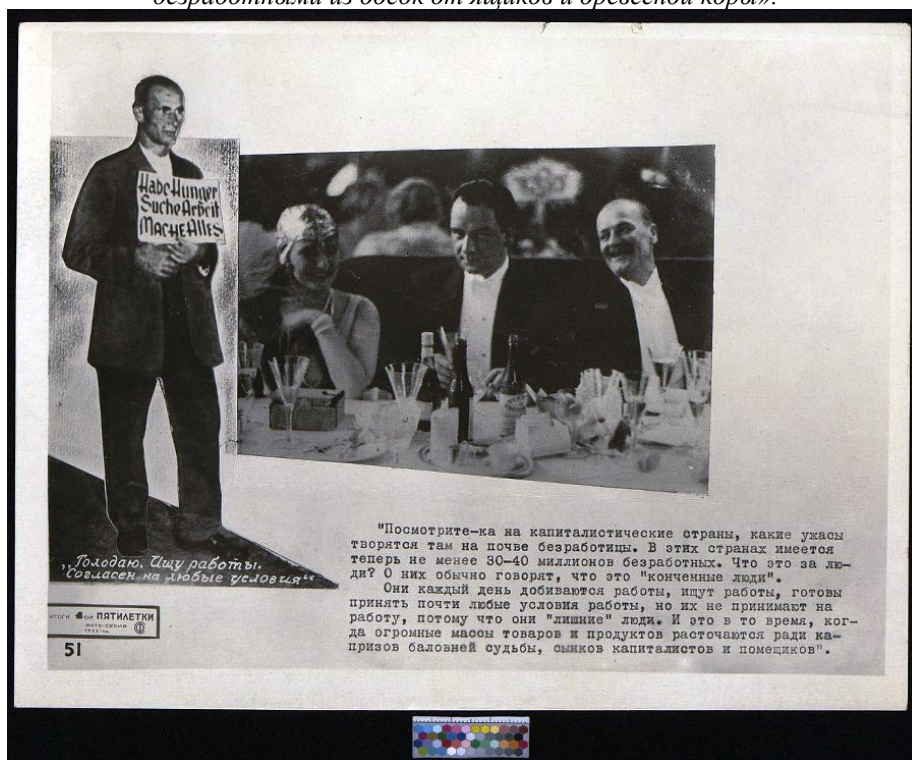 безработными из досок от ящиков и древесной коры».
Habe Hunger
Suche Arbeit
Mache Alles
„Голодаю. Ищу работы.
Согласен на любые условия“
"Посмотрите-ка на капиталистические страны, какие ужасы
творятся там на почве безработицы. В этих странах имеется
теперь не менее 30-40 миллионов безработных. Что это за лю-
ди? О них обычно говорят, что это "конченные люди".
Они каждый день добиваются работы, ищут работы, готовы
принять почти любые условия работы, но их не принимают на
работу, потому что они "лишние" люди. И это в то время, ког-
да огромные массы товаров и продуктов расточаются ради ка-
призов баловней судьбы, сынков капиталистов и помещиков".
ИТОГИ ОЙ ПЯТИЛЕТКИ
ФОТО-СЕРИЯ
51